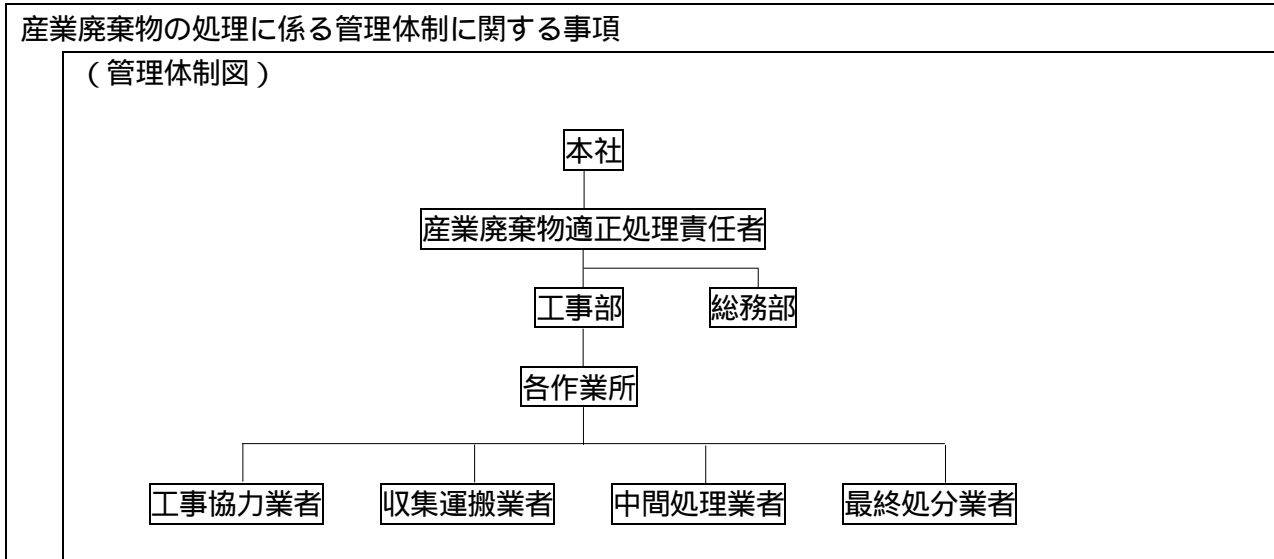 産業廃棄物の処理に係る管理体制に関する事項
（管理体制図）
本社
産業廃棄物適正処理責任者
工事部 総務部
各作業所
工事協力業者 収集運搬業者 中間処理業者 最終処分業者